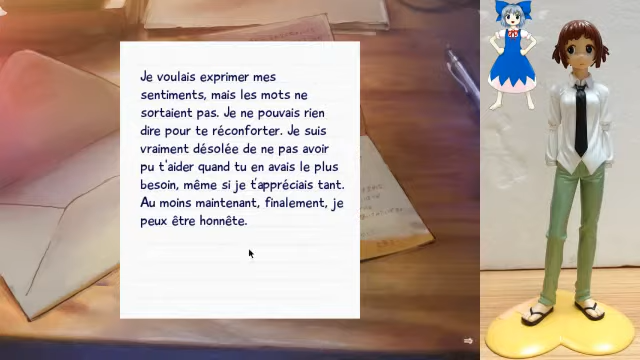 Je voulais exprimer mes
sentiments, mais les mots ne
sortaient pas. Je ne pouvais rien
dire pour te réconforter. Je suis
vraiment désolée de ne pas avoir
pu t'aider quand tu en avais le plus
besoin, même si je t'appréciais tant.
Au moins maintenant, finalement, je
peux être honnête.